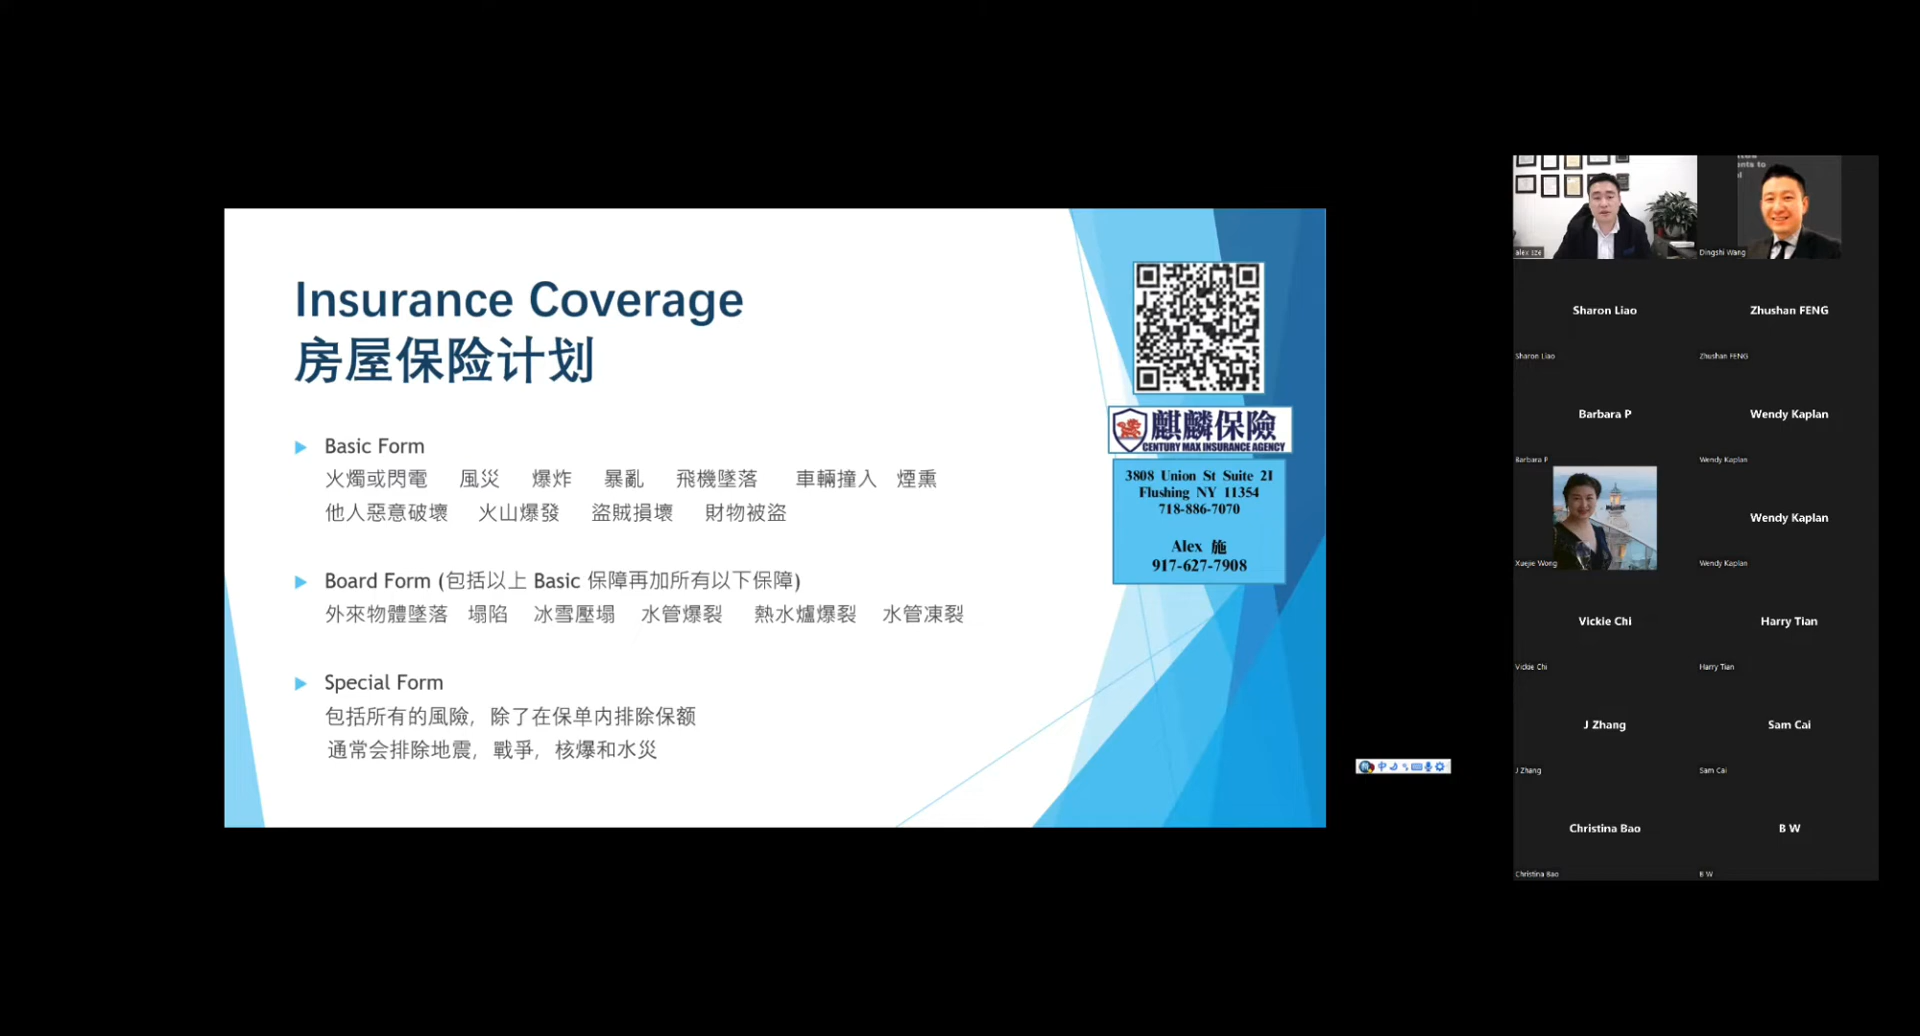 Insurance Coverage
房屋保险计划
Basic Form
火燭或閃電 風災 爆炸 暴亂 飛機墜落 車輛撞入 煙熏
他人惡意破壞 火山爆發 盜賊損壞 財物被盜
Board Form (包括以上 Basic 保障再加所有以下保障)
外來物體墜落 塌陷 冰雪壓塌 水管爆裂 熱水爐爆裂 水管凍裂
Special Form
包括所有的風險, 除了在保单内排除保额
通常会排除地震, 戰爭, 核爆和水災
麒麟保險
CENTURY MAX INSURANCE AGENCY
3808 Union St Suite 2I
Flushing NY 11354
718-886-7070
Alex 施
917-627-7908
中
alex sze
Dingshi Wang
Sharon Liao
Zhushan FENG
Sharon Liao
Zhushan FENG
Barbara P
Wendy Kaplan
Barbara P
Wendy Kaplan
Wendy Kaplan
Xuejie Wong
Wendy Kaplan
Vickie Chi
Harry Tian
Vickie Chi
Harry Tian
J Zhang
Sam Cai
J Zhang
Sam Cai
Christina Bao
B W
Christina Bao
B W